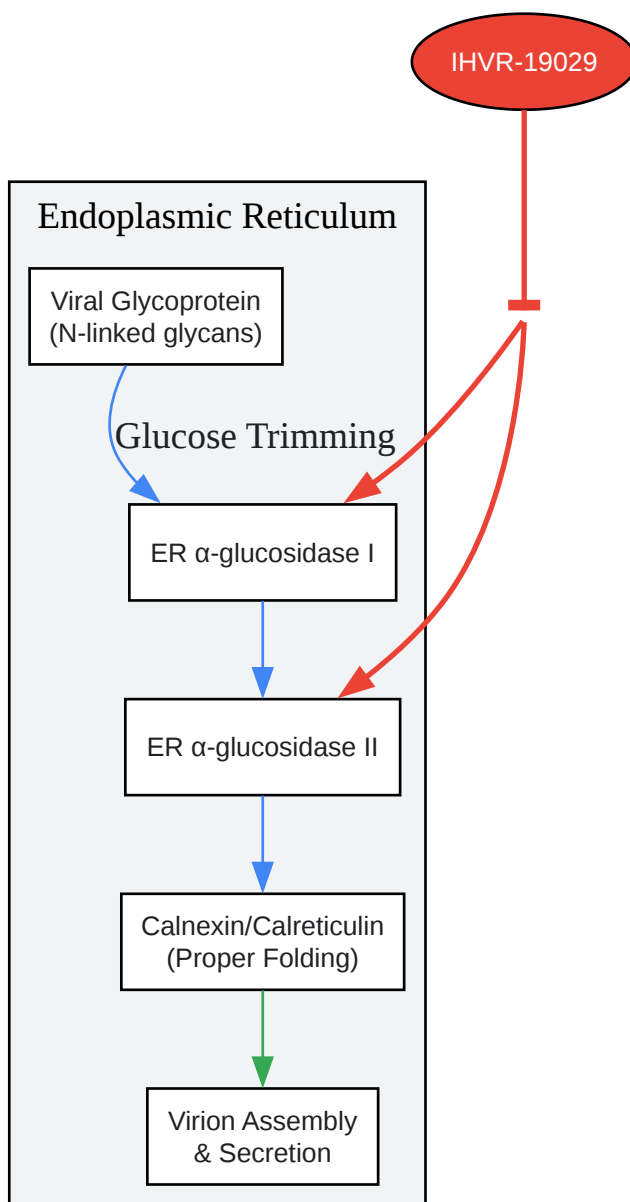 IHVR-19029
Endoplasmic Reticulum
Viral Glycoprotein
(N-linked glycans)
Glucose Trimming
ER α-glucosidase I
ER α-glucosidase II
Calnexin/Calreticulin
(Proper Folding)
Virion Assembly
& Secretion